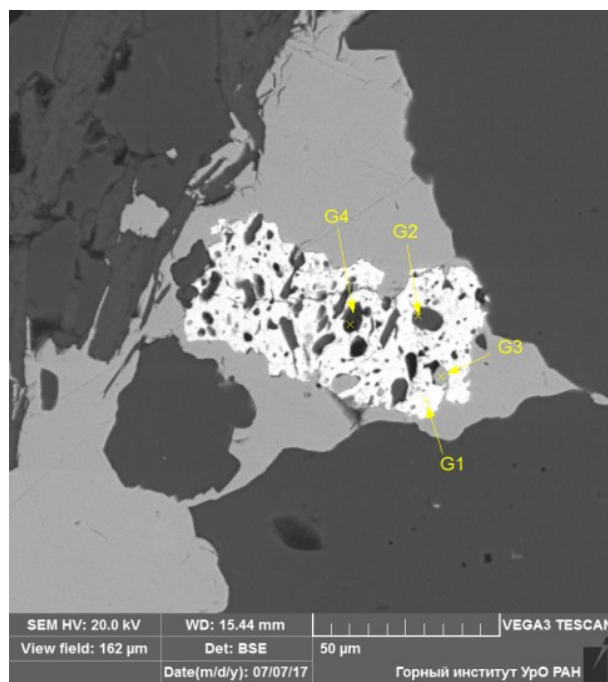 G4
G2
G3
G1
SEM HV: 20.0 kV
WD: 15.44 mm
VEGA3 TESCAN
View field: 162 µm
Det: BSE
50 µm
Date(m/d/y): 07/07/17
Горный институт УрО РАН